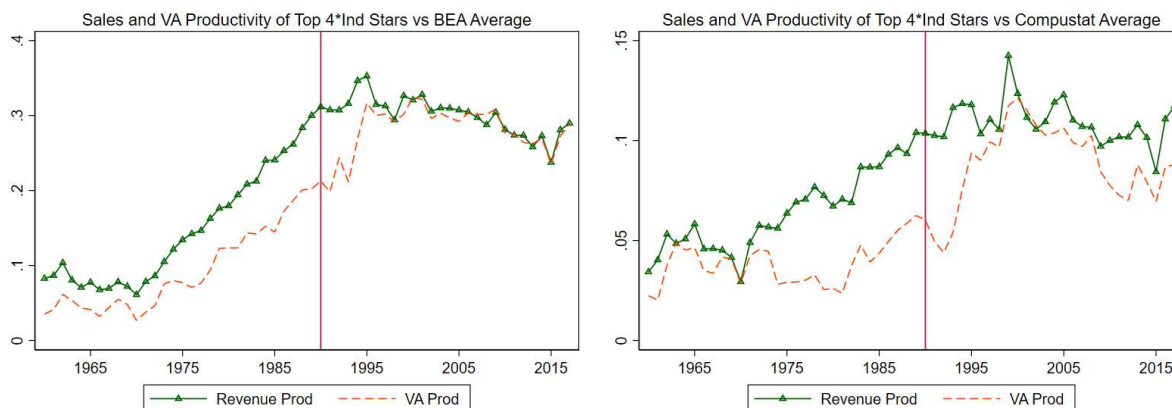 Sales and VA Productivity of Top 4*Ind Stars vs BEA Average
.4
.3
.2
.1
0
1965 1975 1985 1995 2005 2015
Revenue Prod VA Prod
Sales and VA Productivity of Top 4*Ind Stars vs Compustat Average
.15
.1
.05
0
1965 1975 1985 1995 2005 2015
Revenue Prod VA Prod